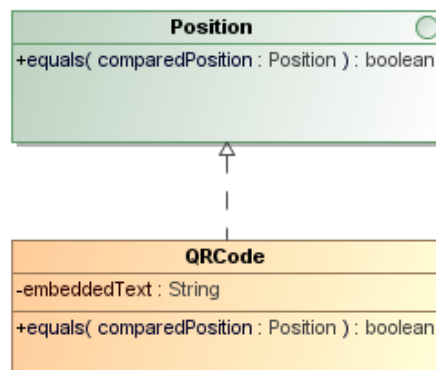 Position
+equals( comparedPosition : Position ) : boolean
QRCode
-embeddedText : String
+equals( comparedPosition : Position ) : boolean